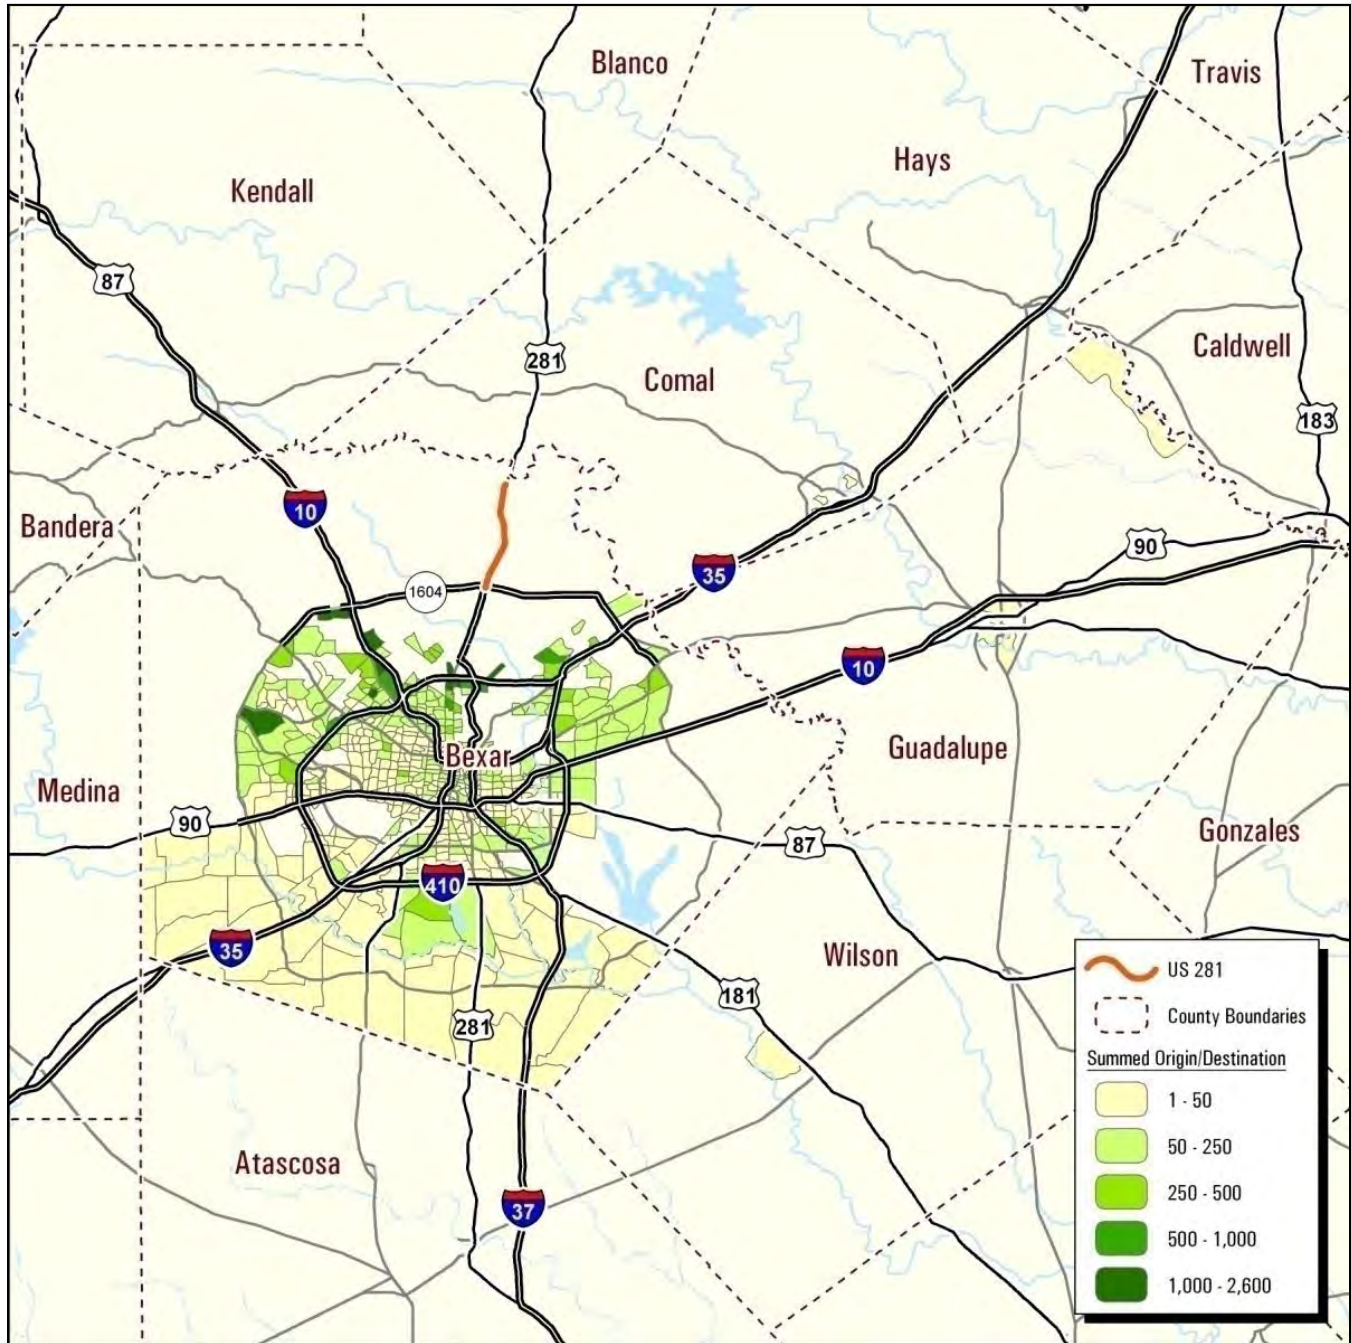 Blanco
Travis
Hays
Kendall
87
281
Comal
Caldwell
183
10
Bandera
90
35
1604
10
Bexar
Guadalupe
Medina
90
87
Gonzales
410
35
Wilson
181
281
Atascosa
37
US 281
County Boundaries
Summed Origin/Destination
1 - 50
50 - 250
250 - 500
500 - 1,000
1,000 - 2,600